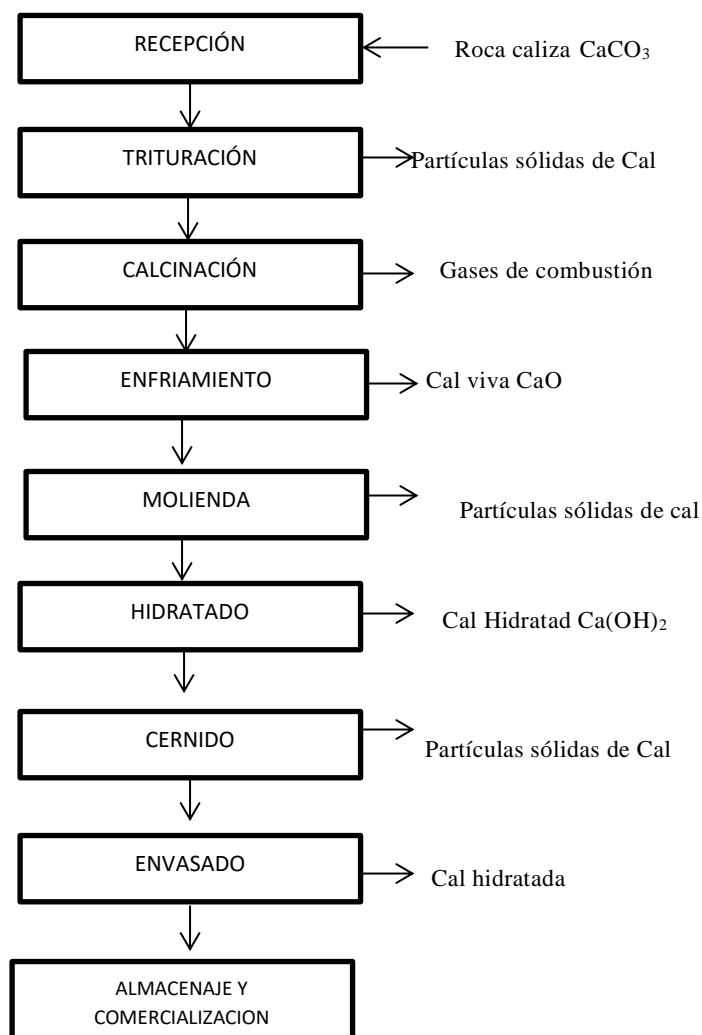 RECEPCIÓN
Roca caliza CaCO₃
TRITURACIÓN
Partículas sólidas de Cal
CALCINACIÓN
Gases de combustión
ENFRIAMIENTO
Cal viva CaO
MOLIENDA
Partículas sólidas de cal
HIDRATADO
Cal Hidratad Ca(OH)₂
CERNIDO
Partículas sólidas de Cal
ENVASADO
Cal hidratada
ALMACENAJE Y
COMERCIALIZACION